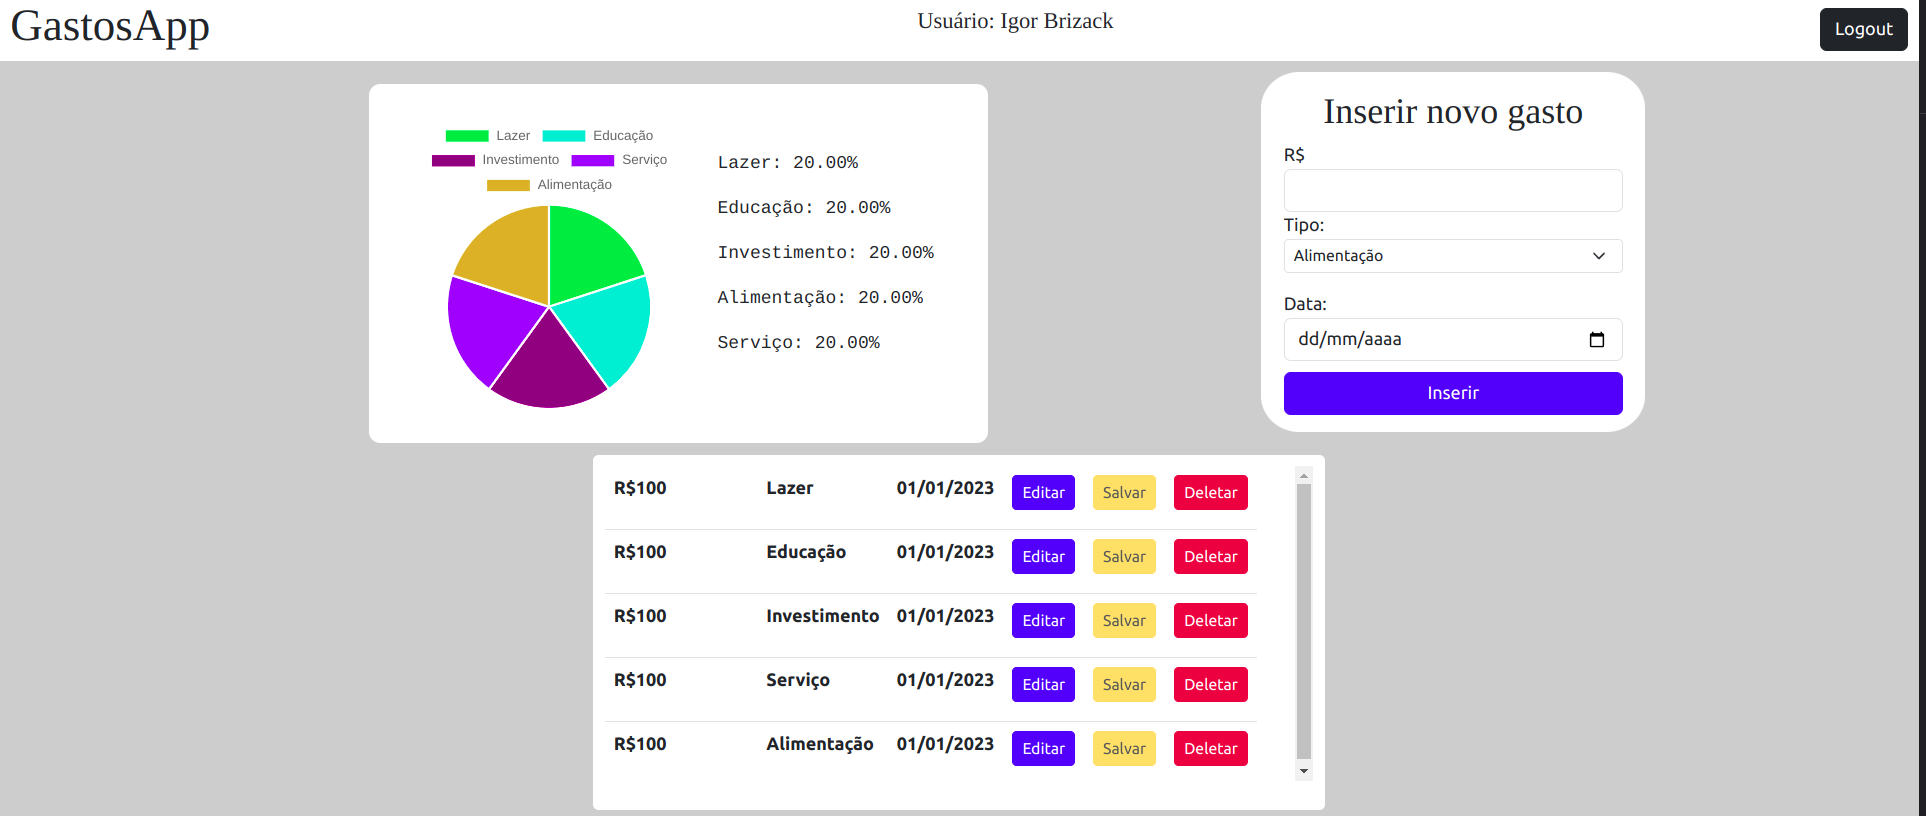 GastosApp
Usuário: Igor Brizack
Logout
Lazer Educação
Investimento Serviço
Alimentação
Lazer: 20.00%
Educação: 20.00%
Investimento: 20.00%
Alimentação: 20.00%
Serviço: 20.00%
Inserir novo gasto
R$
Tipo:
Alimentação
Data:
dd/mm/aaaa
Inserir
R$100 Lazer 01/01/2023 Editar Salvar Deletar
R$100 Educação 01/01/2023 Editar Salvar Deletar
R$100 Investimento 01/01/2023 Editar Salvar Deletar
R$100 Serviço 01/01/2023 Editar Salvar Deletar
R$100 Alimentação 01/01/2023 Editar Salvar Deletar